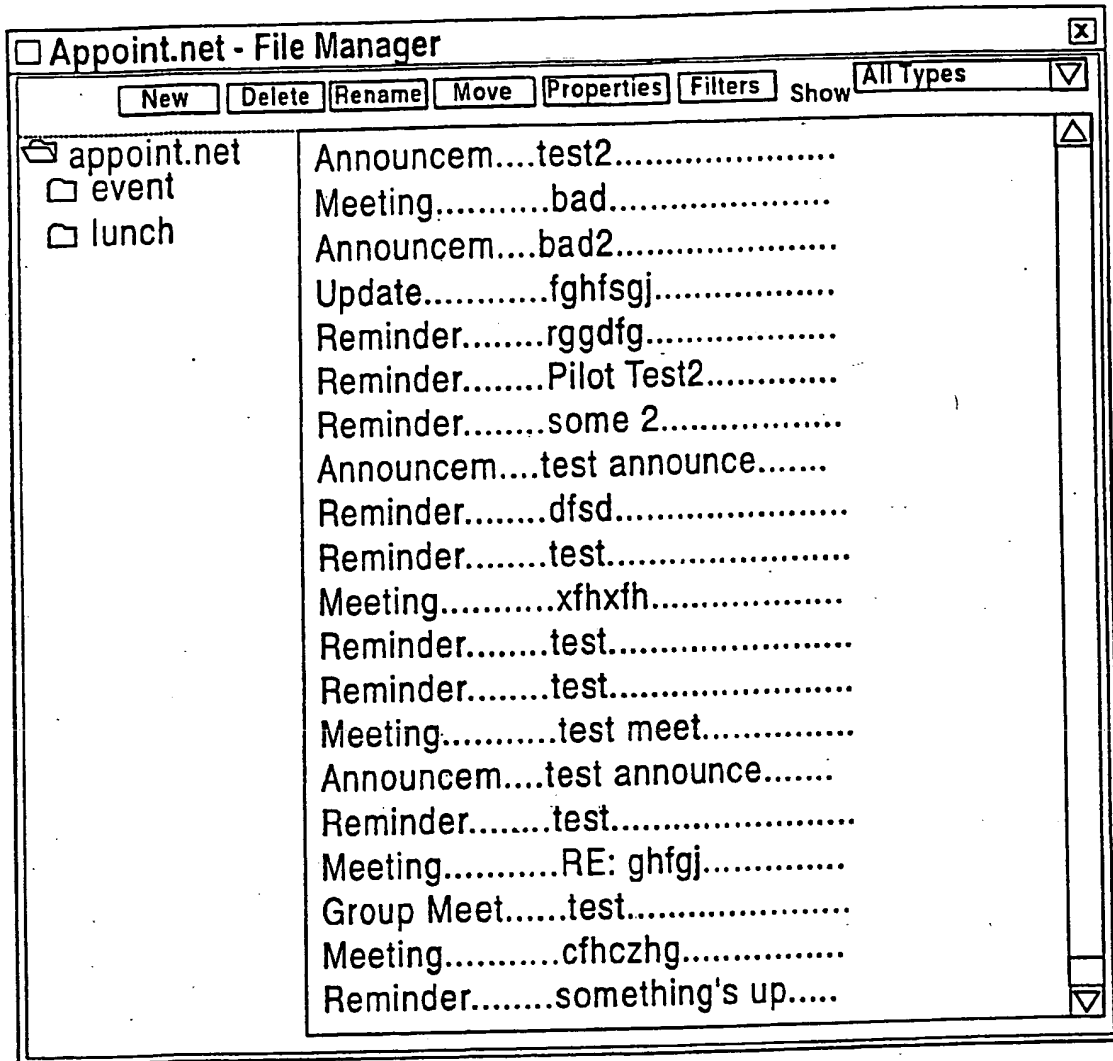 Appoint.net - File Manager x
New Delete Rename Move Properties Filters Show All Types
appoint.net
event
lunch
Announcem....test2......................
Meeting...........bad......................
Announcem....bad2......................
Update............fghfsgj...................
Reminder........rggdfg...................
Reminder........Pilot Test2.............
Reminder........some 2..................
Announcem....test announce.......
Reminder........dfsd.......................
Reminder........test........................
Meeting...........xfhxfh...................
Reminder........test........................
Reminder........test........................
Meeting...........test meet...............
Announcem....test announce.......
Reminder........test........................
Meeting...........RE: ghfgj..............
Group Meet......test......................
Meeting...........cfhczhg................
Reminder........something's up.....